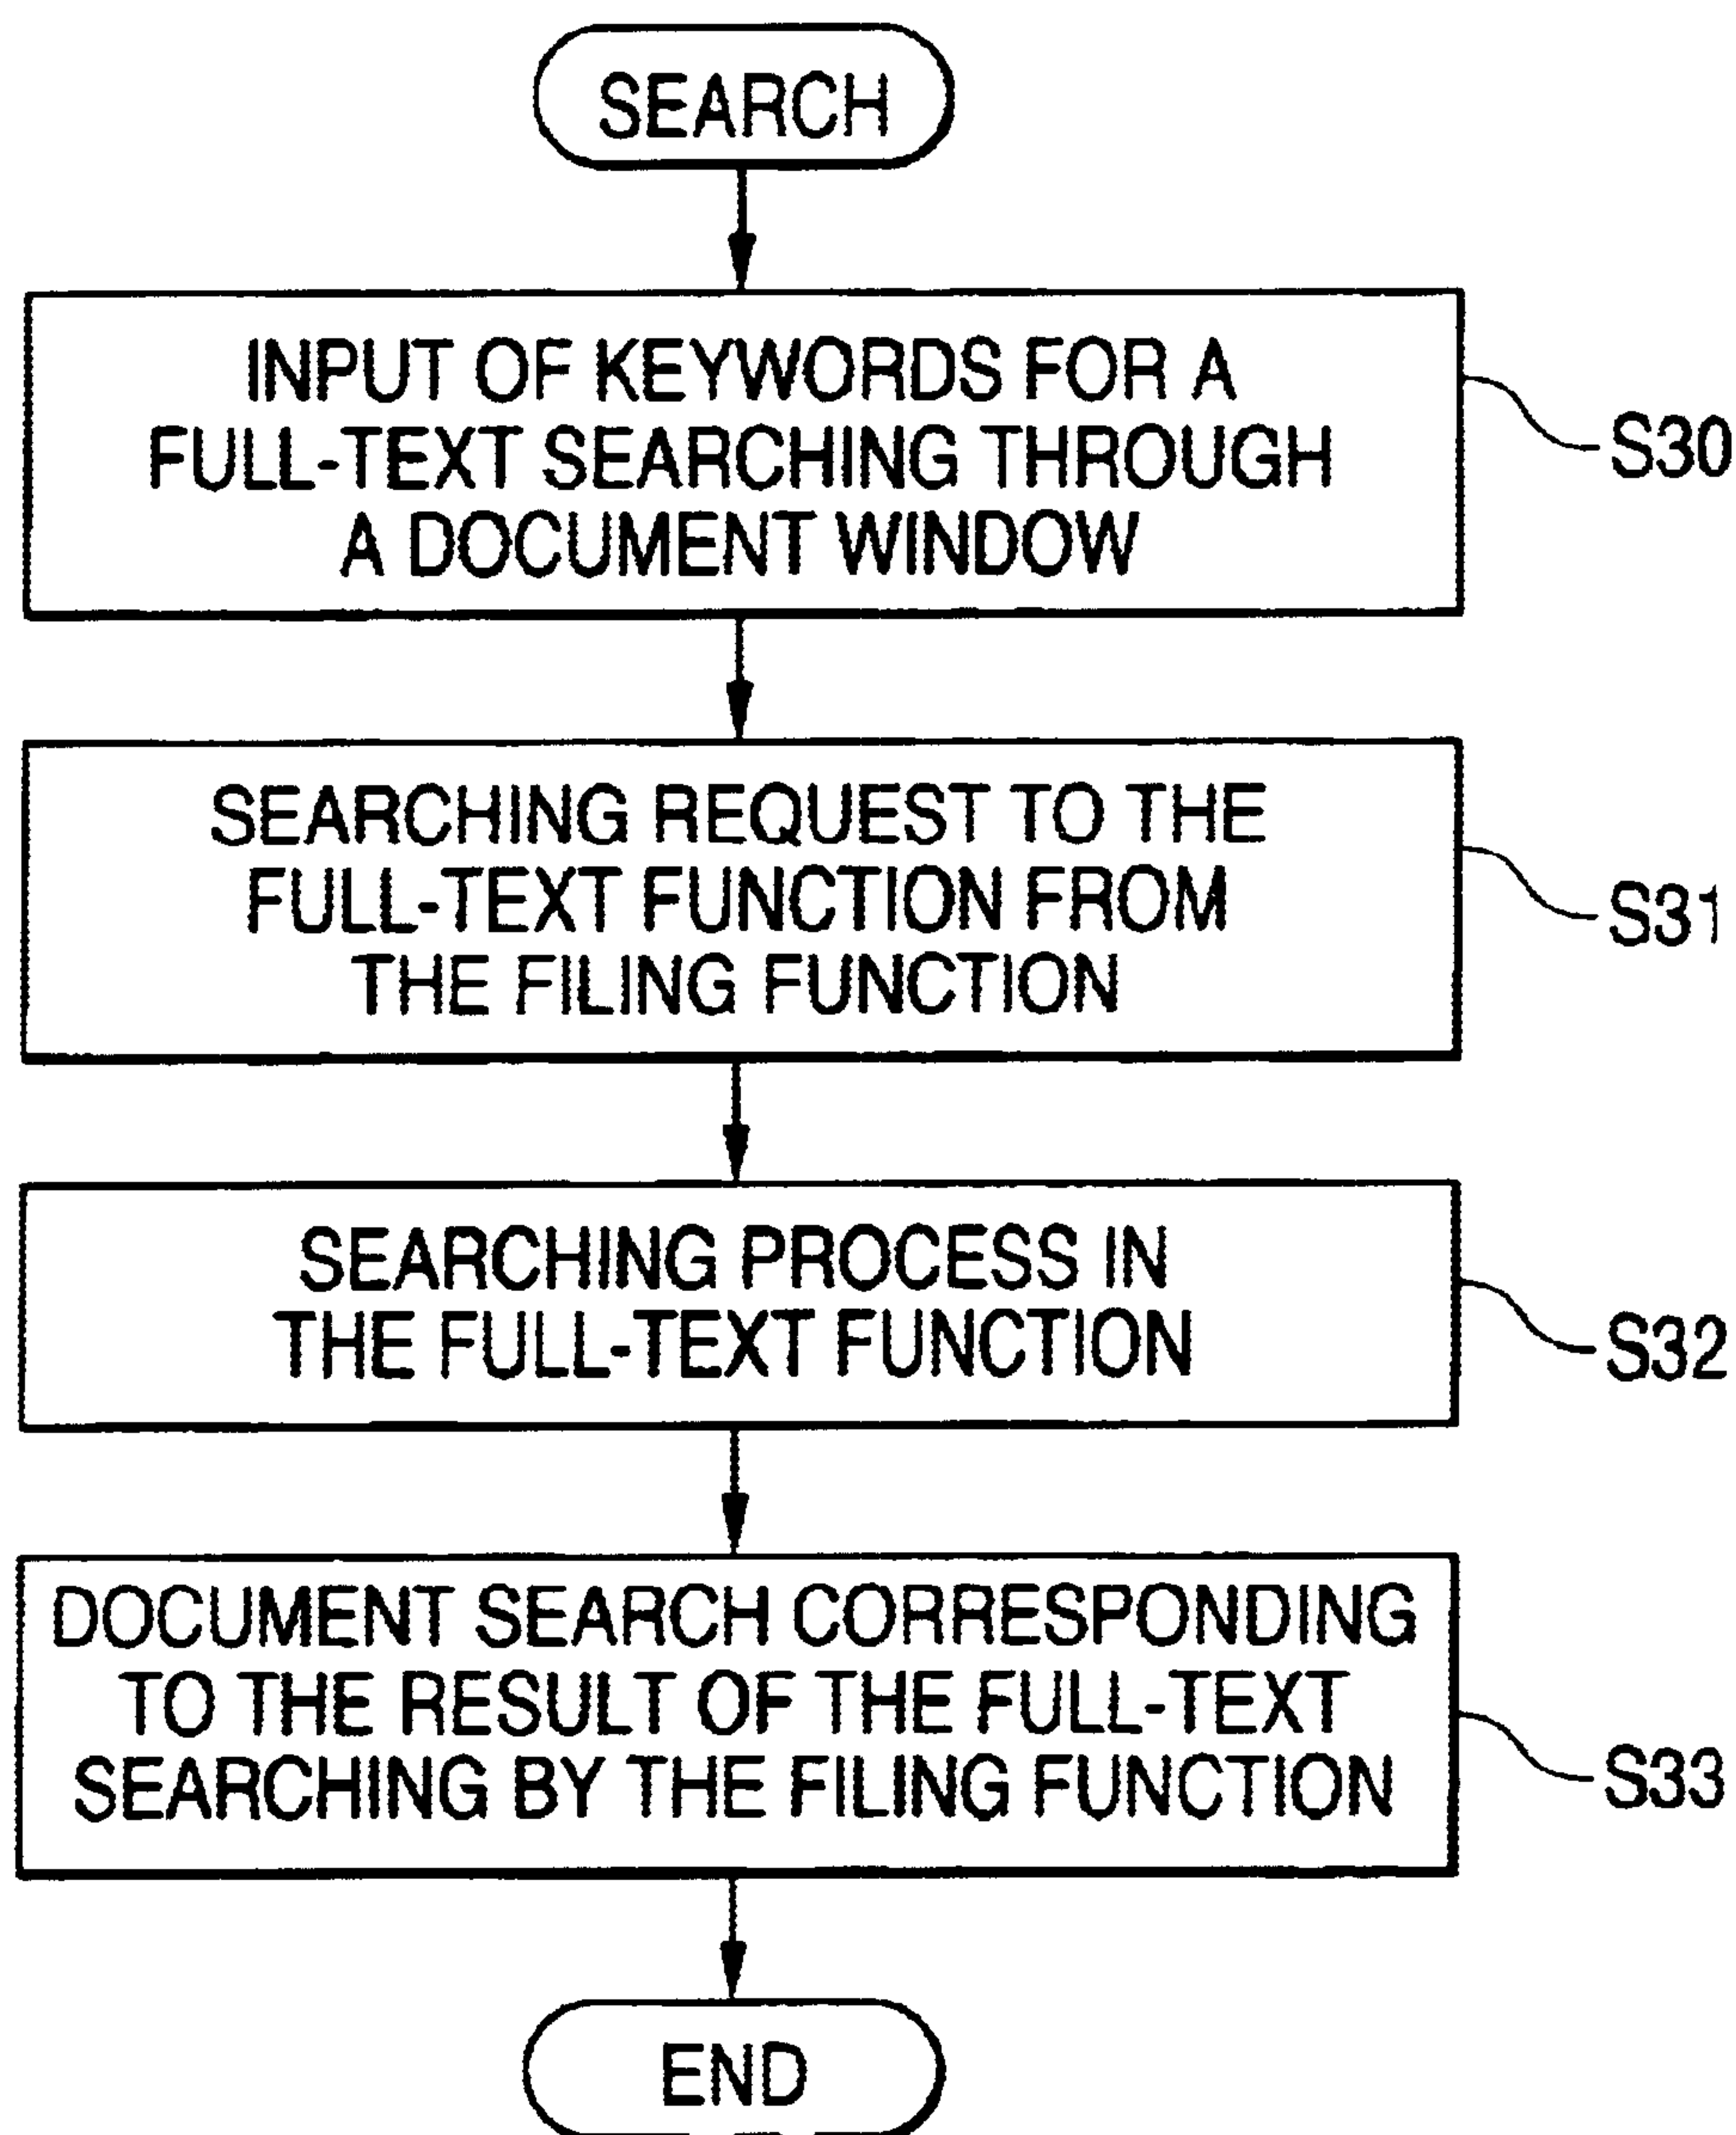 SEARCH
INPUT OF KEYWORDS FOR A
FULL-TEXT SEARCHING THROUGH
A DOCUMENT WINDOW
S30
SEARCHING REQUEST TO THE
FULL-TEXT FUNCTION FROM
THE FILING FUNCTION
S31
SEARCHING PROCESS IN
THE FULL-TEXT FUNCTION
S32
DOCUMENT SEARCH CORRESPONDING
TO THE RESULT OF THE FULL-TEXT
SEARCHING BY THE FILING FUNCTION
S33
END